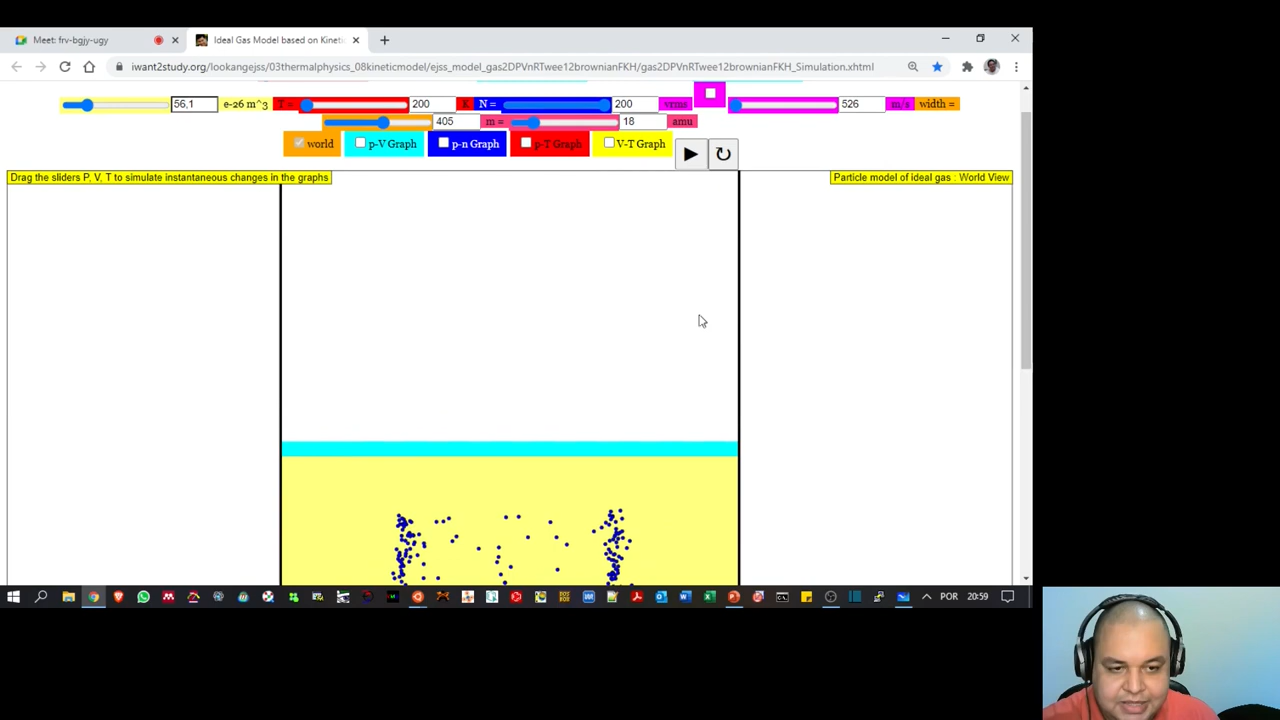 Meet: frv-bgjy-ugy
Ideal Gas Model based on Kinetic
iwant2study.org/lookangejss/03thermalphysics_08kineticmodel/ejss_model_gas2DPVnRTwee12brownianFKH/gas2DPVnRTwee12brownianFKH_Simulation.xhtml
56,1 e-26 m^3 T = 200 K N = 200 vrms 526 m/s width =
405 m = 18 amu
world p-V Graph p-n Graph p-T Graph V-T Graph
Drag the sliders P, V, T to simulate instantaneous changes in the graphs
Particle model of ideal gas : World View
POR 20:59